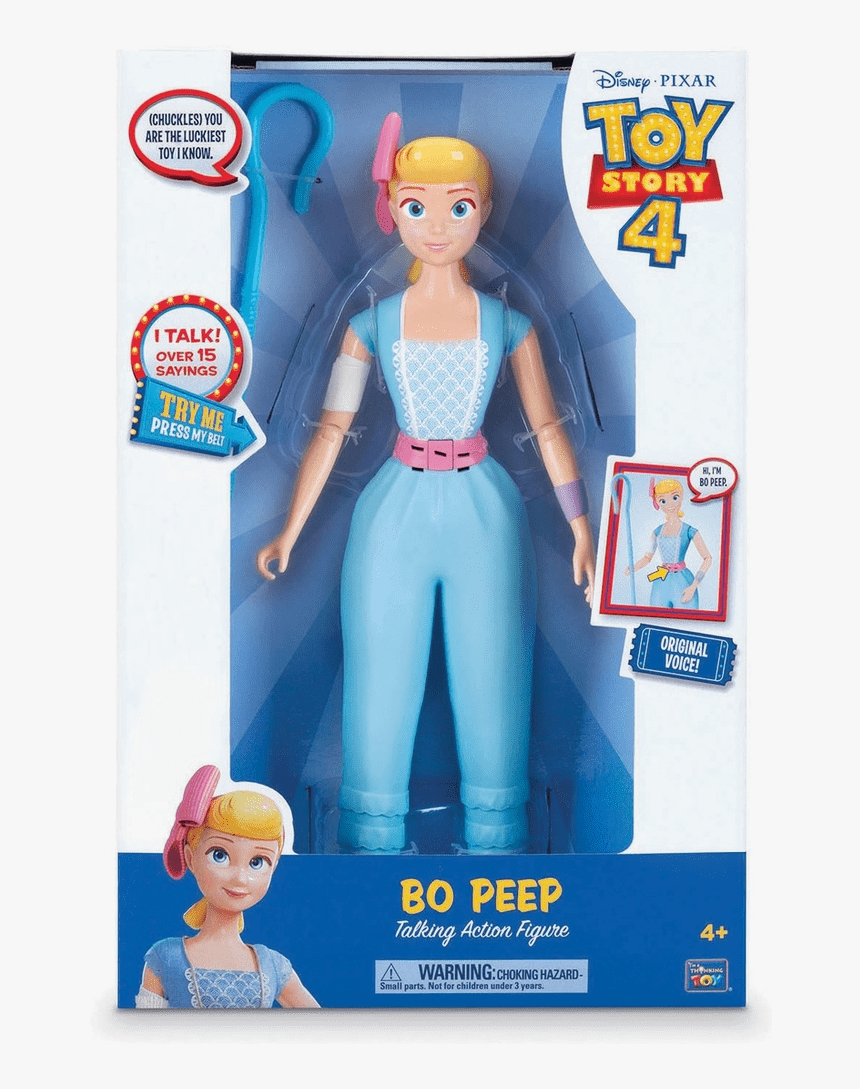 Disney · PIXAR
TOY
STORY
4
(CHUCKLES) YOU
ARE THE LUCKIEST
TOY I KNOW.
I TALK!
OVER 15
SAYINGS
TRY ME
PRESS MY BELT
HI, I'M
BO PEEP.
ORIGINAL
VOICE!
BO PEEP
Talking Action Figure
4+
WARNING: CHOKING HAZARD-
Small parts. Not for children under 3 years.
I'M A
THINKING
TOY